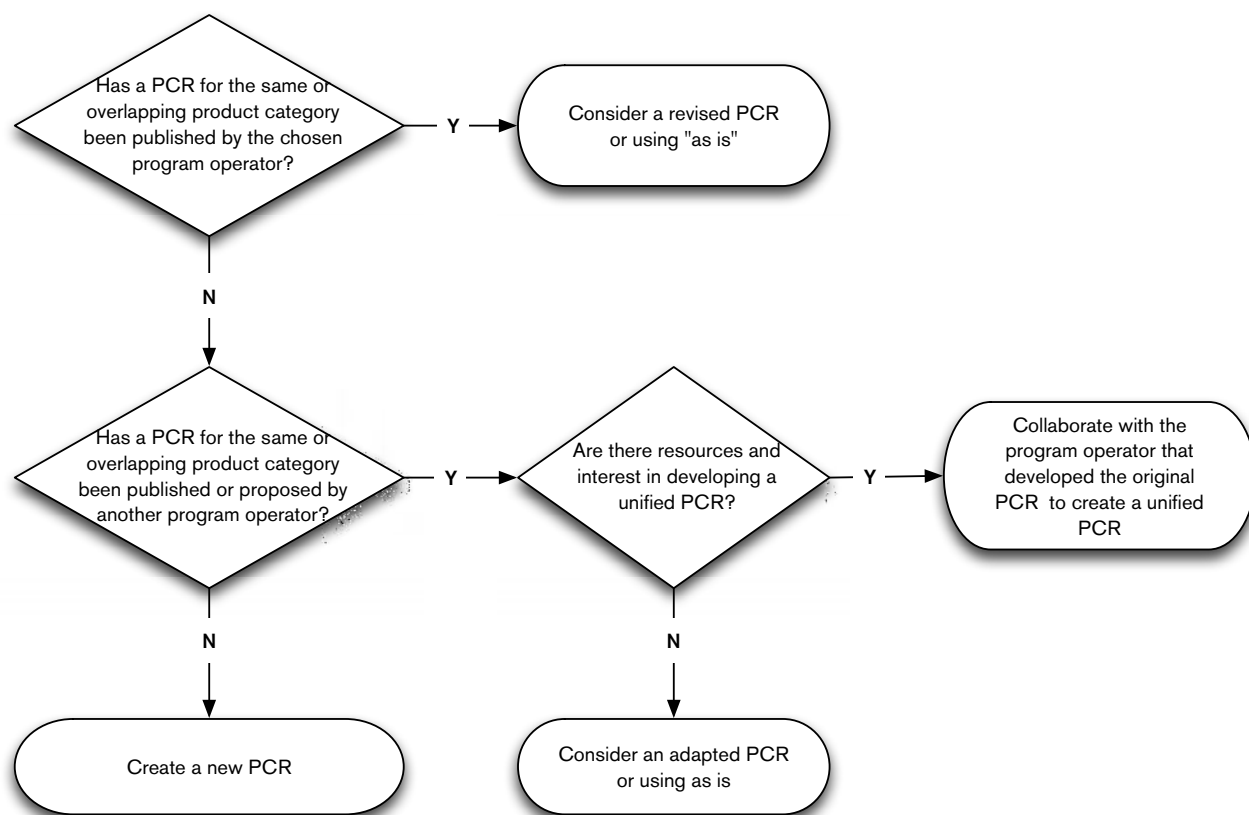 Has a PCR for the same or
overlapping product category
been published by the chosen
program operator?
Y
Consider a revised PCR
or using "as is"
N
Has a PCR for the same or
overlapping product category
been published or proposed by
another program operator?
Y
Are there resources and
interest in developing a
unified PCR?
Y
Collaborate with the
program operator that
developed the original
PCR  to create a unified
PCR
N
N
Create a new PCR
Consider an adapted PCR
or using as is